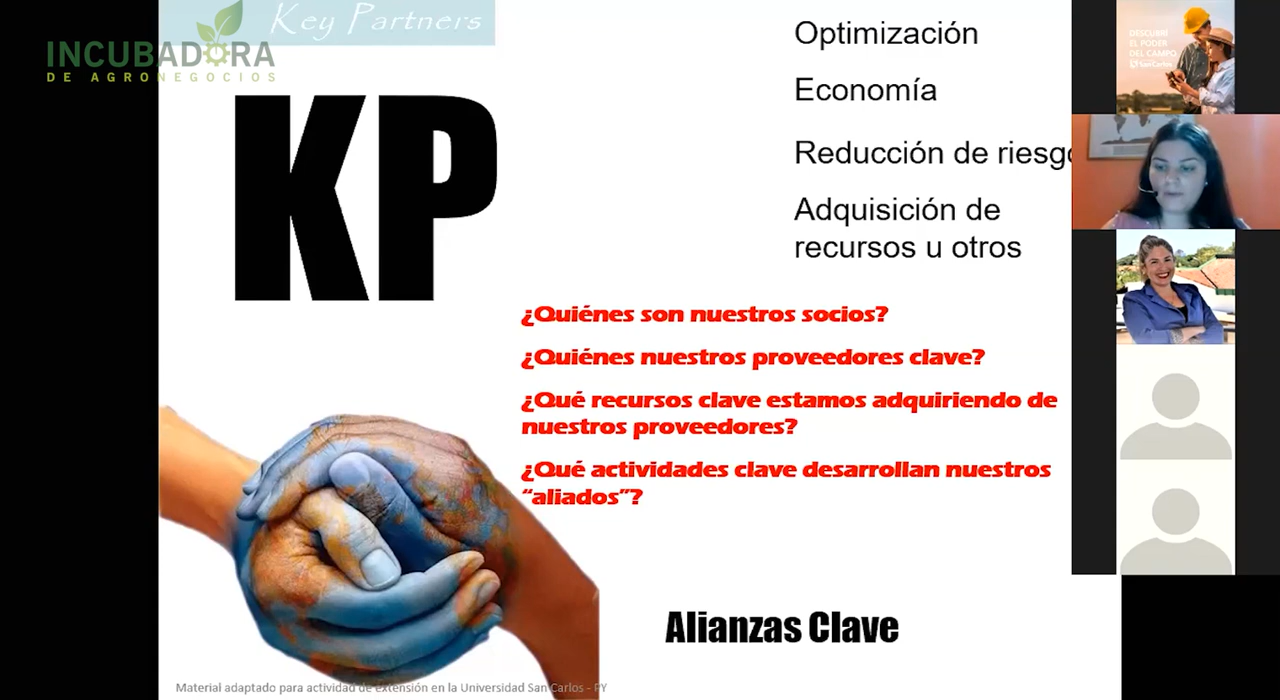 Key Partners
INCUBADORA
DE AGRONEGOCIOS
KP
Optimización
Economía
Reducción de riesgo
Adquisición de
recursos u otros
¿Quiénes son nuestros socios?
¿Quiénes nuestros proveedores clave?
¿Qué recursos clave estamos adquiriendo de
nuestros proveedores?
¿Qué actividades clave desarrollan nuestros
“aliados”?
Alianzas Clave
Material adaptado para actividad de extensión en la Universidad San Carlos - PY
DESCUBRÍ
EL PODER
DEL CAMPO
San Carlos